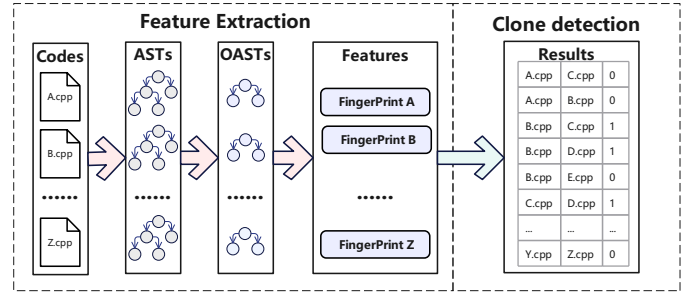 Feature Extraction
Clone detection
Codes
ASTs
OASTs
Features
Results
A.cpp
B.cpp
......
Z.cpp
......
......
FingerPrint A
FingerPrint B
......
FingerPrint Z
A.cpp C.cpp 0
A.cpp B.cpp 0
B.cpp C.cpp 1
B.cpp D.cpp 1
B.cpp E.cpp 0
C.cpp D.cpp 1
... ... ...
Y.cpp Z.cpp 0